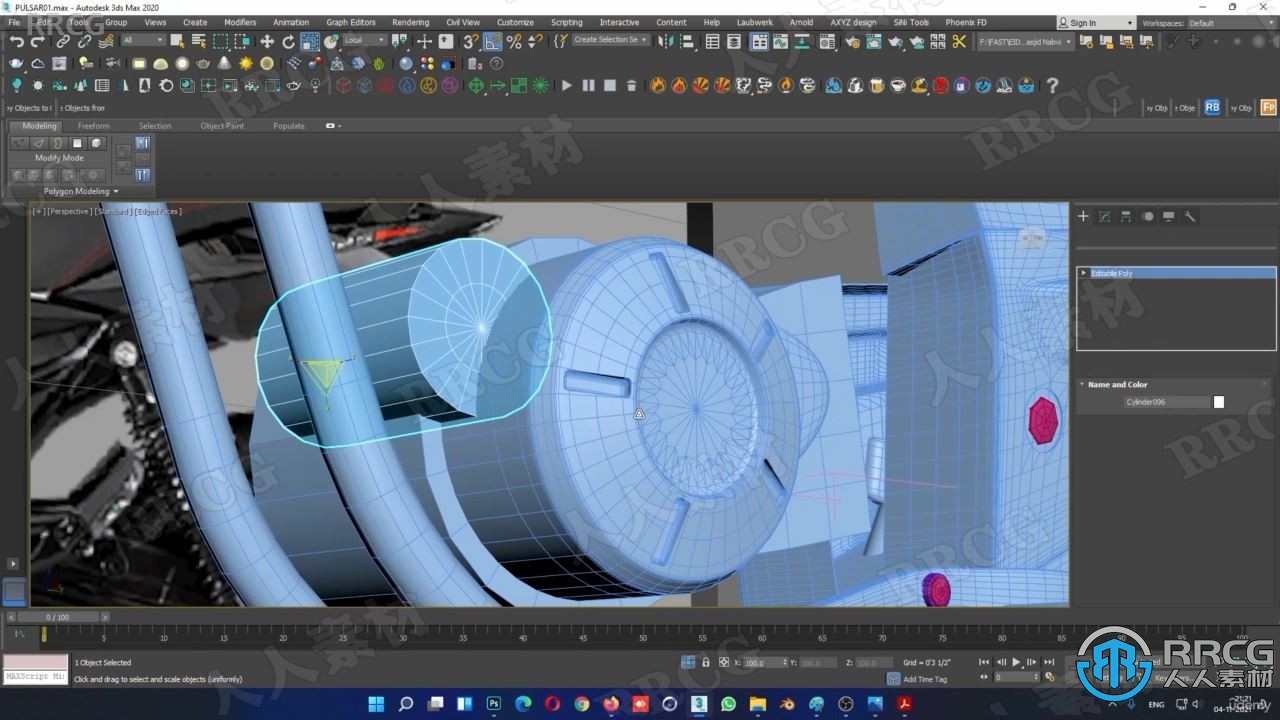 PULSAR01.max - Autodesk 3ds Max 2020
File Edit Tools Group Views Create Modifiers Animation Graph Editors Rendering Civil View Customize Scripting Interactive Content Help Lumion Laubwerk Arnold AXYZ design SiNi Tools Phoenix FD
Sign In
Workspaces: Default
All
Local
Create Selection Se
F:\FAST\EID...asjid Nabvi
sy Objects to
Objects from
sy Obj
Obje
RB
sy Obj
Fp
Modeling Freeform Selection Object Paint Populate
Modify Mode
Polygon Modeling
[+] [Perspective] [Standard] [Edged Faces]
Editable Poly
Name and Color
Cylinder096
0 / 100
0 5 10 15 20 25 30 35 40 45 50 55 60 65 70 75 80 85 90 95 100
1 Object Selected
Click and drag to select and scale objects (uniformly)
MAXScript Mi
X: 100.0 Y: 100.0 Z: 100.0
Grid = 0'3 1/2"
Add Time Tag
0
RRCG
人人素材
ENG
21:21
04-11-2021
ûdemy